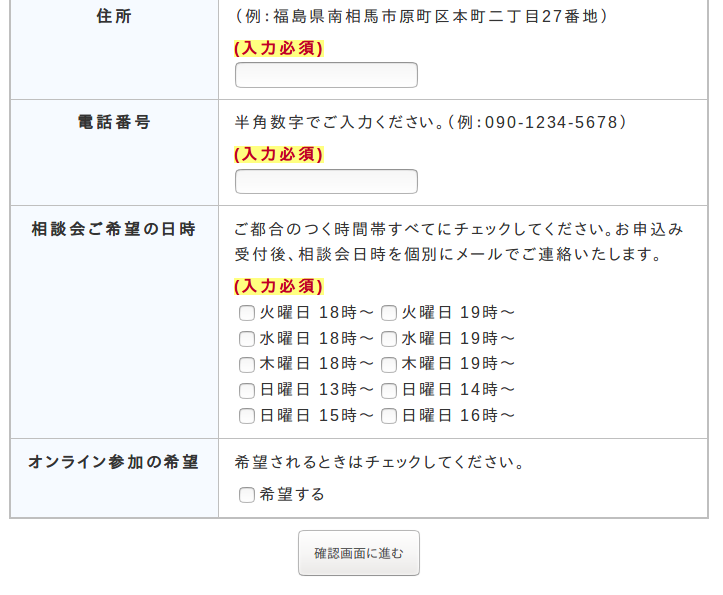 住所
（例：福島県南相馬市原町区本町二丁目27番地）
(入力必須)
電話番号
半角数字でご入力ください。（例：090-1234-5678）
(入力必須)
相談会ご希望の日時
ご都合のつく時間帯すべてにチェックしてください。お申込み
受付後、相談会日時を個別にメールでご連絡いたします。
(入力必須)
火曜日 18時～ 火曜日 19時～
水曜日 18時～ 水曜日 19時～
木曜日 18時～ 木曜日 19時～
日曜日 13時～ 日曜日 14時～
日曜日 15時～ 日曜日 16時～
オンライン参加の希望
希望されるときはチェックしてください。
希望する
確認画面に進む